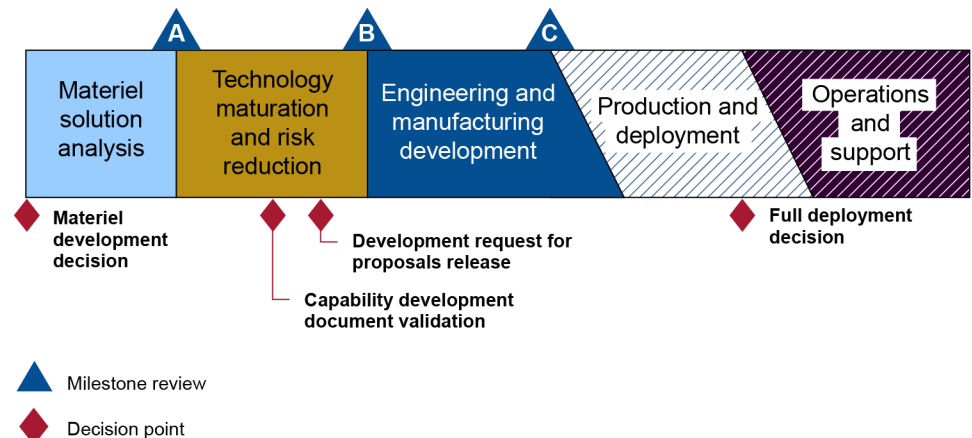 A
B
C
Materiel
solution
analysis
Technology
maturation
and risk
reduction
Engineering and
manufacturing
development
Production and
deployment
Operations
and
support
Materiel
development
decision
Development request for
proposals release
Capability development
document validation
Full deployment
decision
Milestone review
Decision point